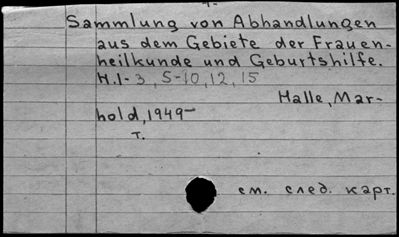 -1-
Sammlung von Abhandlungen
aus dem Gebiete der Frauen-
heilkunde und Geburtshilfe.
H.1-3, 5-10, 12, 15
Halle, Mar-
hold, 1949-
т.
см. след. карт.